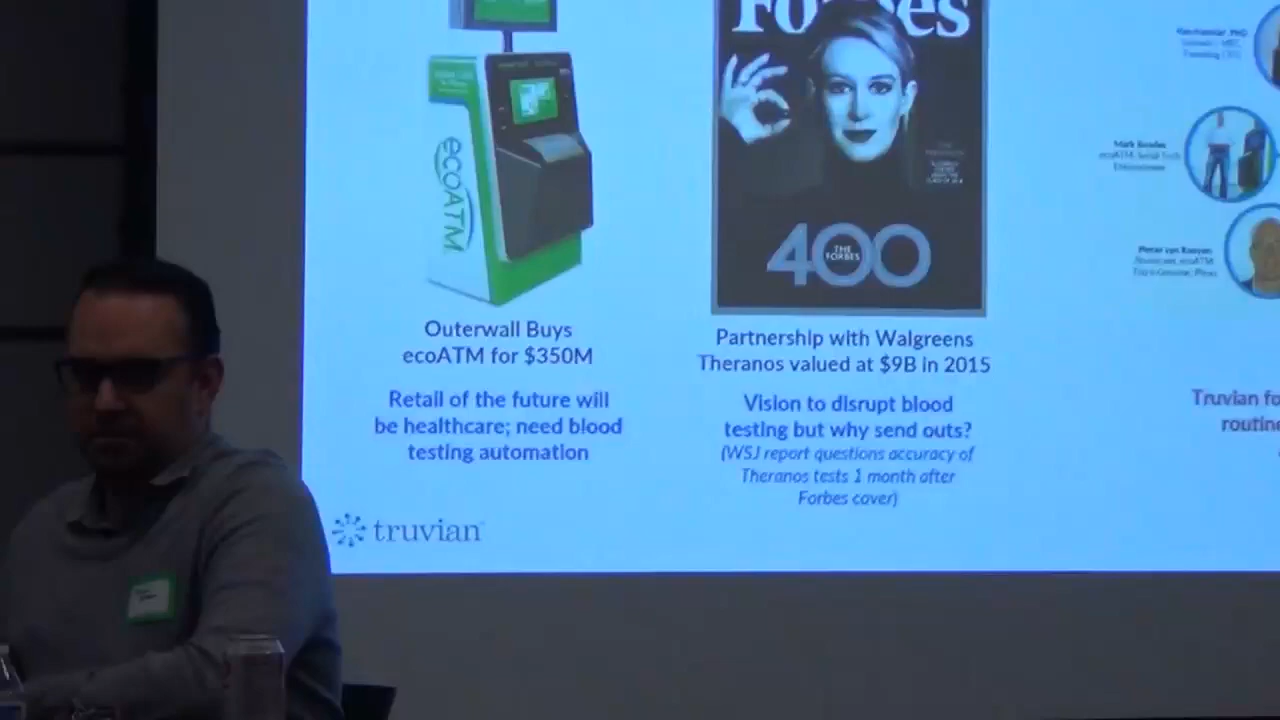 Forbes
ecoATM
THE
FORBES
400
Outerwall Buys
ecoATM for $350M
Retail of the future will
be healthcare; need blood
testing automation
Partnership with Walgreens
Theranos valued at $9B in 2015
Vision to disrupt blood
testing but why send outs?
(WSJ report questions accuracy of
Theranos tests 1 month after
Forbes cover)
Truvian fo
routine
truvian